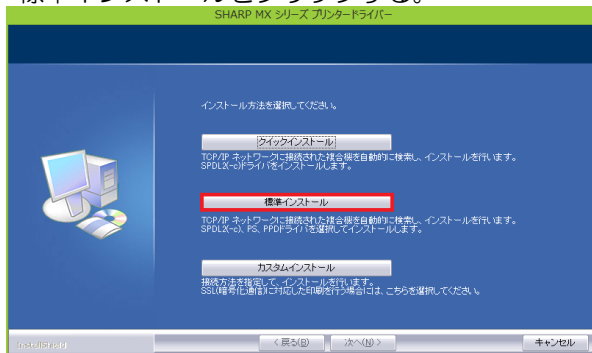 標準インストールをクリックする。
SHARP MX シリーズ プリンタードライバー
インストール方法を選択してください。
クイックインストール
TCP/IP ネットワークに接続された複合機を自動的に検索し、インストールを行います。
SPDL2(-c)ドライバをインストールします。
標準インストール
TCP/IP ネットワークに接続された複合機を自動的に検索し、インストールを行います。
SPDL2(-c)、PS、PPDドライバを選択してインストールします。
カスタムインストール
接続方法を指定して、インストールを行います。
SSL(暗号化通信)に対応した印刷を行う場合には、こちらを選択してください。
InstallShield
< 戻る(B)
次へ(N) >
キャンセル